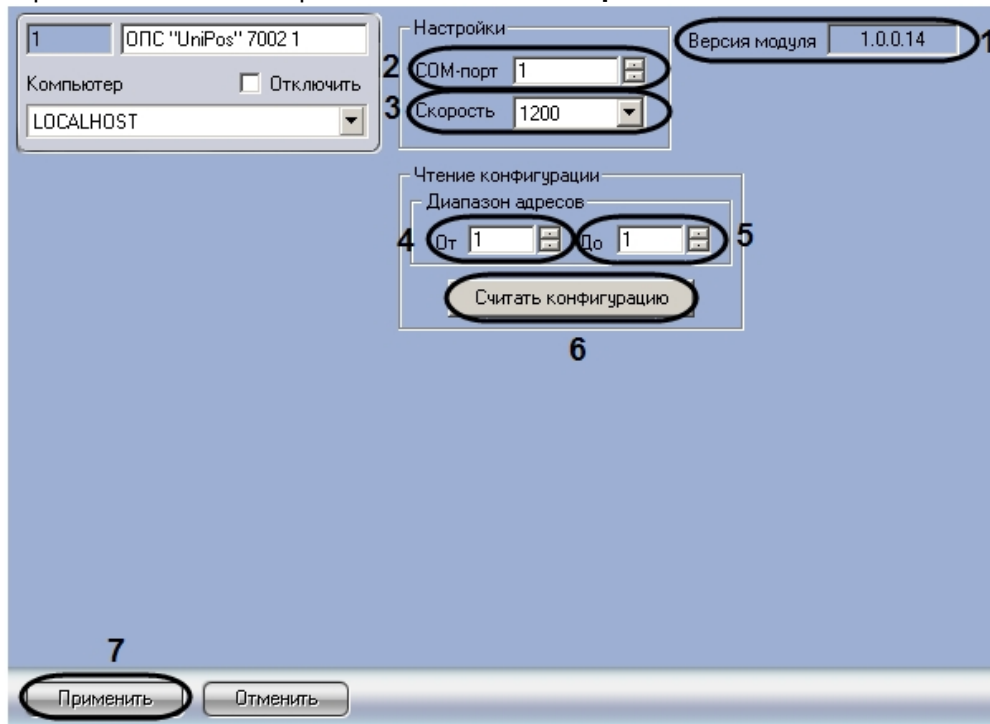 1 ОПС "UniPos" 7002 1
Компьютер Отключить
LOCALHOST
Настройки
2 COM-порт 1
3 Скорость 1200
Версия модуля 1.0.0.14 1
Чтение конфигурации
Диапазон адресов
4 От 1 До 1 5
Считать конфигурацию
6
7
Применить Отменить